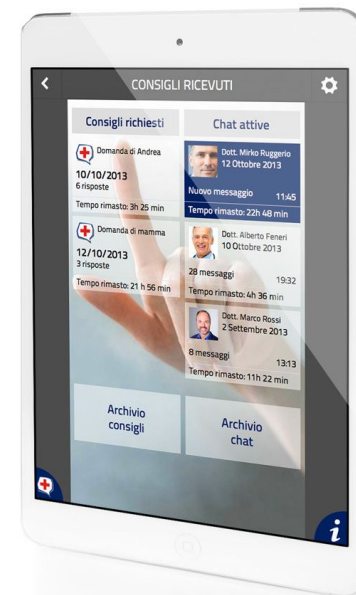 CONSIGLI RICEVUTI
Consigli richiesti
Domanda di Andrea
10/10/2013
6 risposte
Tempo rimasto: 3h 25 min
Domanda di mamma
12/10/2013
3 risposte
Tempo rimasto: 21 h 56 min
Archivio
consigli
Chat attive
Dott. Mirko Ruggerio
12 Ottobre 2013
Nuovo messaggio 11:45
Tempo rimasto: 22h 48 min
Dott. Alberto Feneri
10 Ottobre 2013
28 messaggi 19:32
Tempo rimasto: 4h 36 min
Dott. Marco Rossi
2 Settembre 2013
8 messaggi 13:13
Tempo rimasto: 11h 22 min
Archivio
chat
i